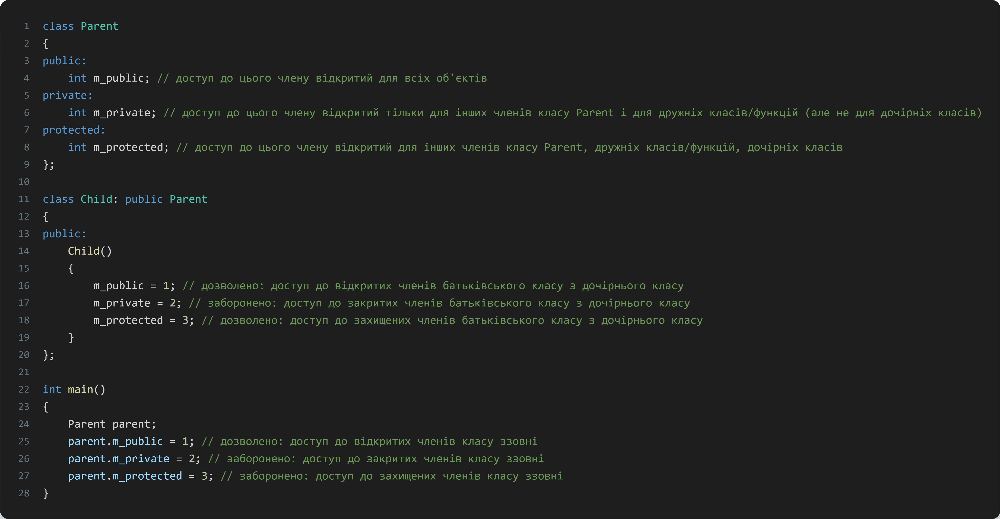 1 class Parent
2 {
3 public:
4     int m_public; // доступ до цього члену відкритий для всіх об'єктів
5 private:
6     int m_private; // доступ до цього члену відкритий тільки для інших членів класу Parent і для дружніх класів/функцій (але не для дочірніх класів)
7 protected:
8     int m_protected; // доступ до цього члену відкритий для інших членів класу Parent, дружніх класів/функцій, дочірніх класів
9 };
10
11 class Child: public Parent
12 {
13 public:
14     Child()
15     {
16         m_public = 1; // дозволено: доступ до відкритих членів батьківського класу з дочірнього класу
17         m_private = 2; // заборонено: доступ до закритих членів батьківського класу з дочірнього класу
18         m_protected = 3; // дозволено: доступ до захищених членів батьківського класу з дочірнього класу
19     }
20 };
21
22 int main()
23 {
24     Parent parent;
25     parent.m_public = 1; // дозволено: доступ до відкритих членів класу ззовні
26     parent.m_private = 2; // заборонено: доступ до закритих членів класу ззовні
27     parent.m_protected = 3; // заборонено: доступ до захищених членів класу ззовні
28 }